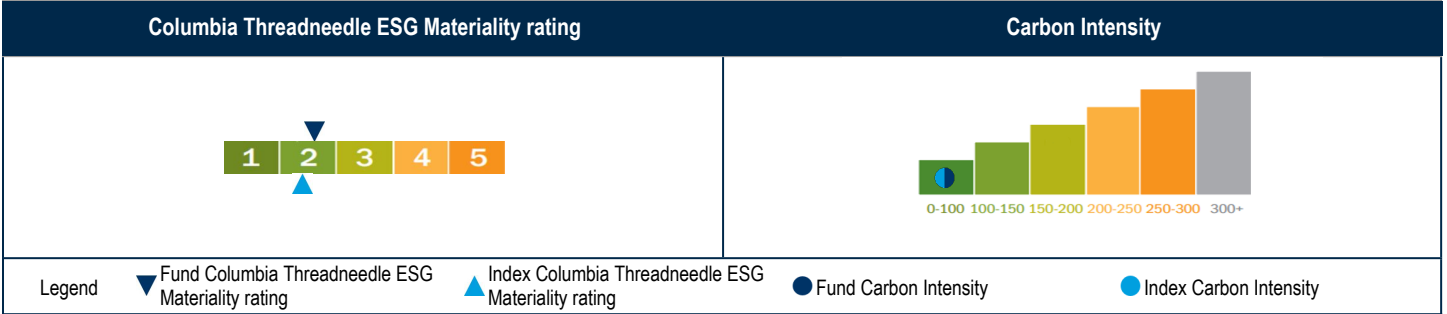 Columbia Threadneedle ESG Materiality rating
Carbon Intensity
1 2 3 4 5
0-100 100-150 150-200 200-250 250-300 300+
Legend
Fund Columbia Threadneedle ESG
Materiality rating
Index Columbia Threadneedle ESG
Materiality rating
Fund Carbon Intensity
Index Carbon Intensity